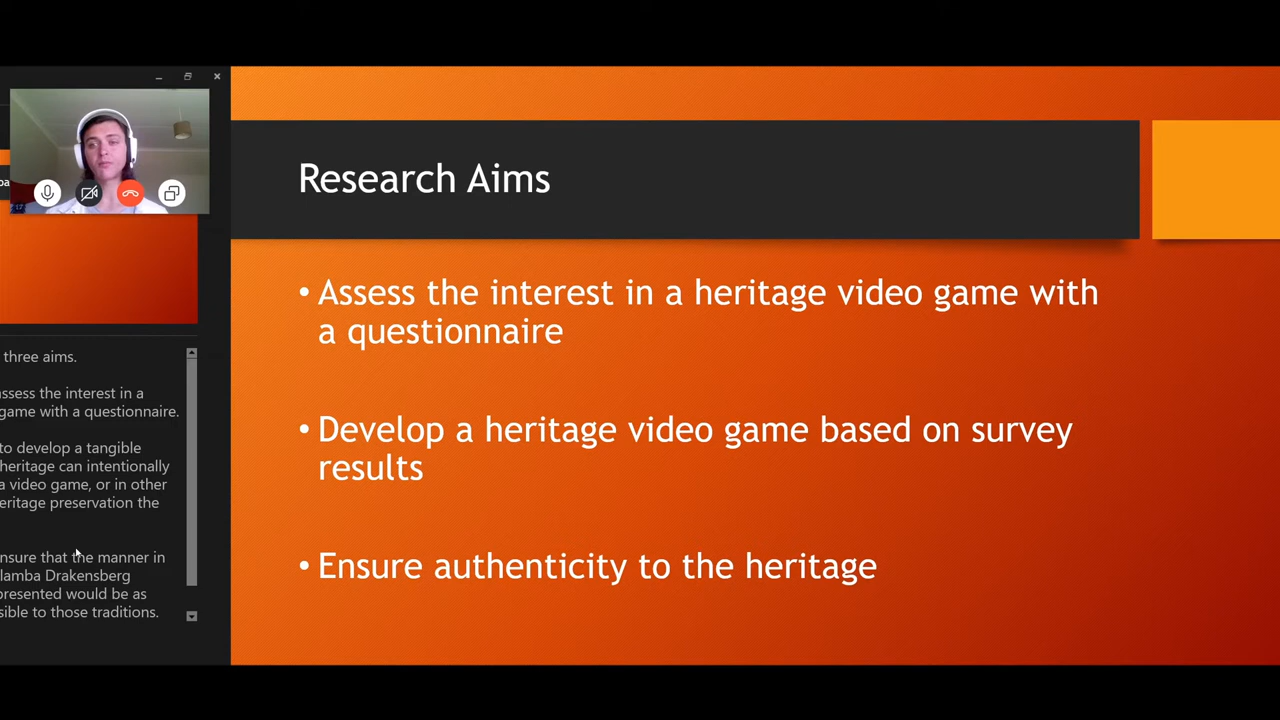 Research Aims
• Assess the interest in a heritage video game with
a questionnaire
• Develop a heritage video game based on survey
results
• Ensure authenticity to the heritage
three aims.
assess the interest in a
game with a questionnaire.
to develop a tangible
heritage can intentionally
a video game, or in other
eritage preservation the
nsure that the manner in
lamba Drakensberg
presented would be as
sible to those traditions.